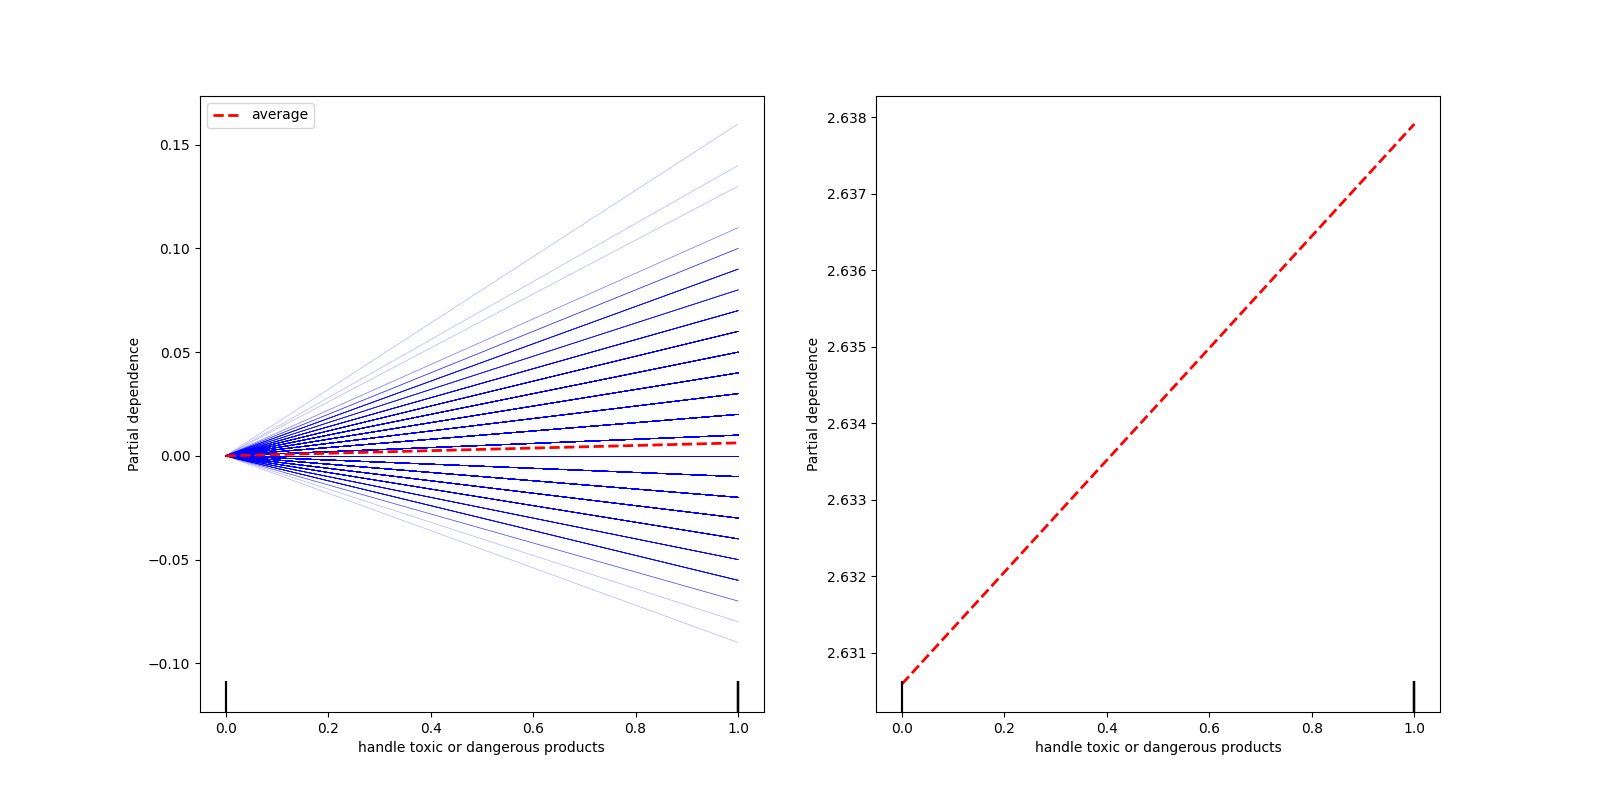 average
0.15
0.10
0.05
0.00
−0.05
−0.10
Partial dependence
0.0 0.2 0.4 0.6 0.8 1.0
handle toxic or dangerous products
2.638
2.637
2.636
2.635
2.634
2.633
2.632
2.631
Partial dependence
0.0 0.2 0.4 0.6 0.8 1.0
handle toxic or dangerous products